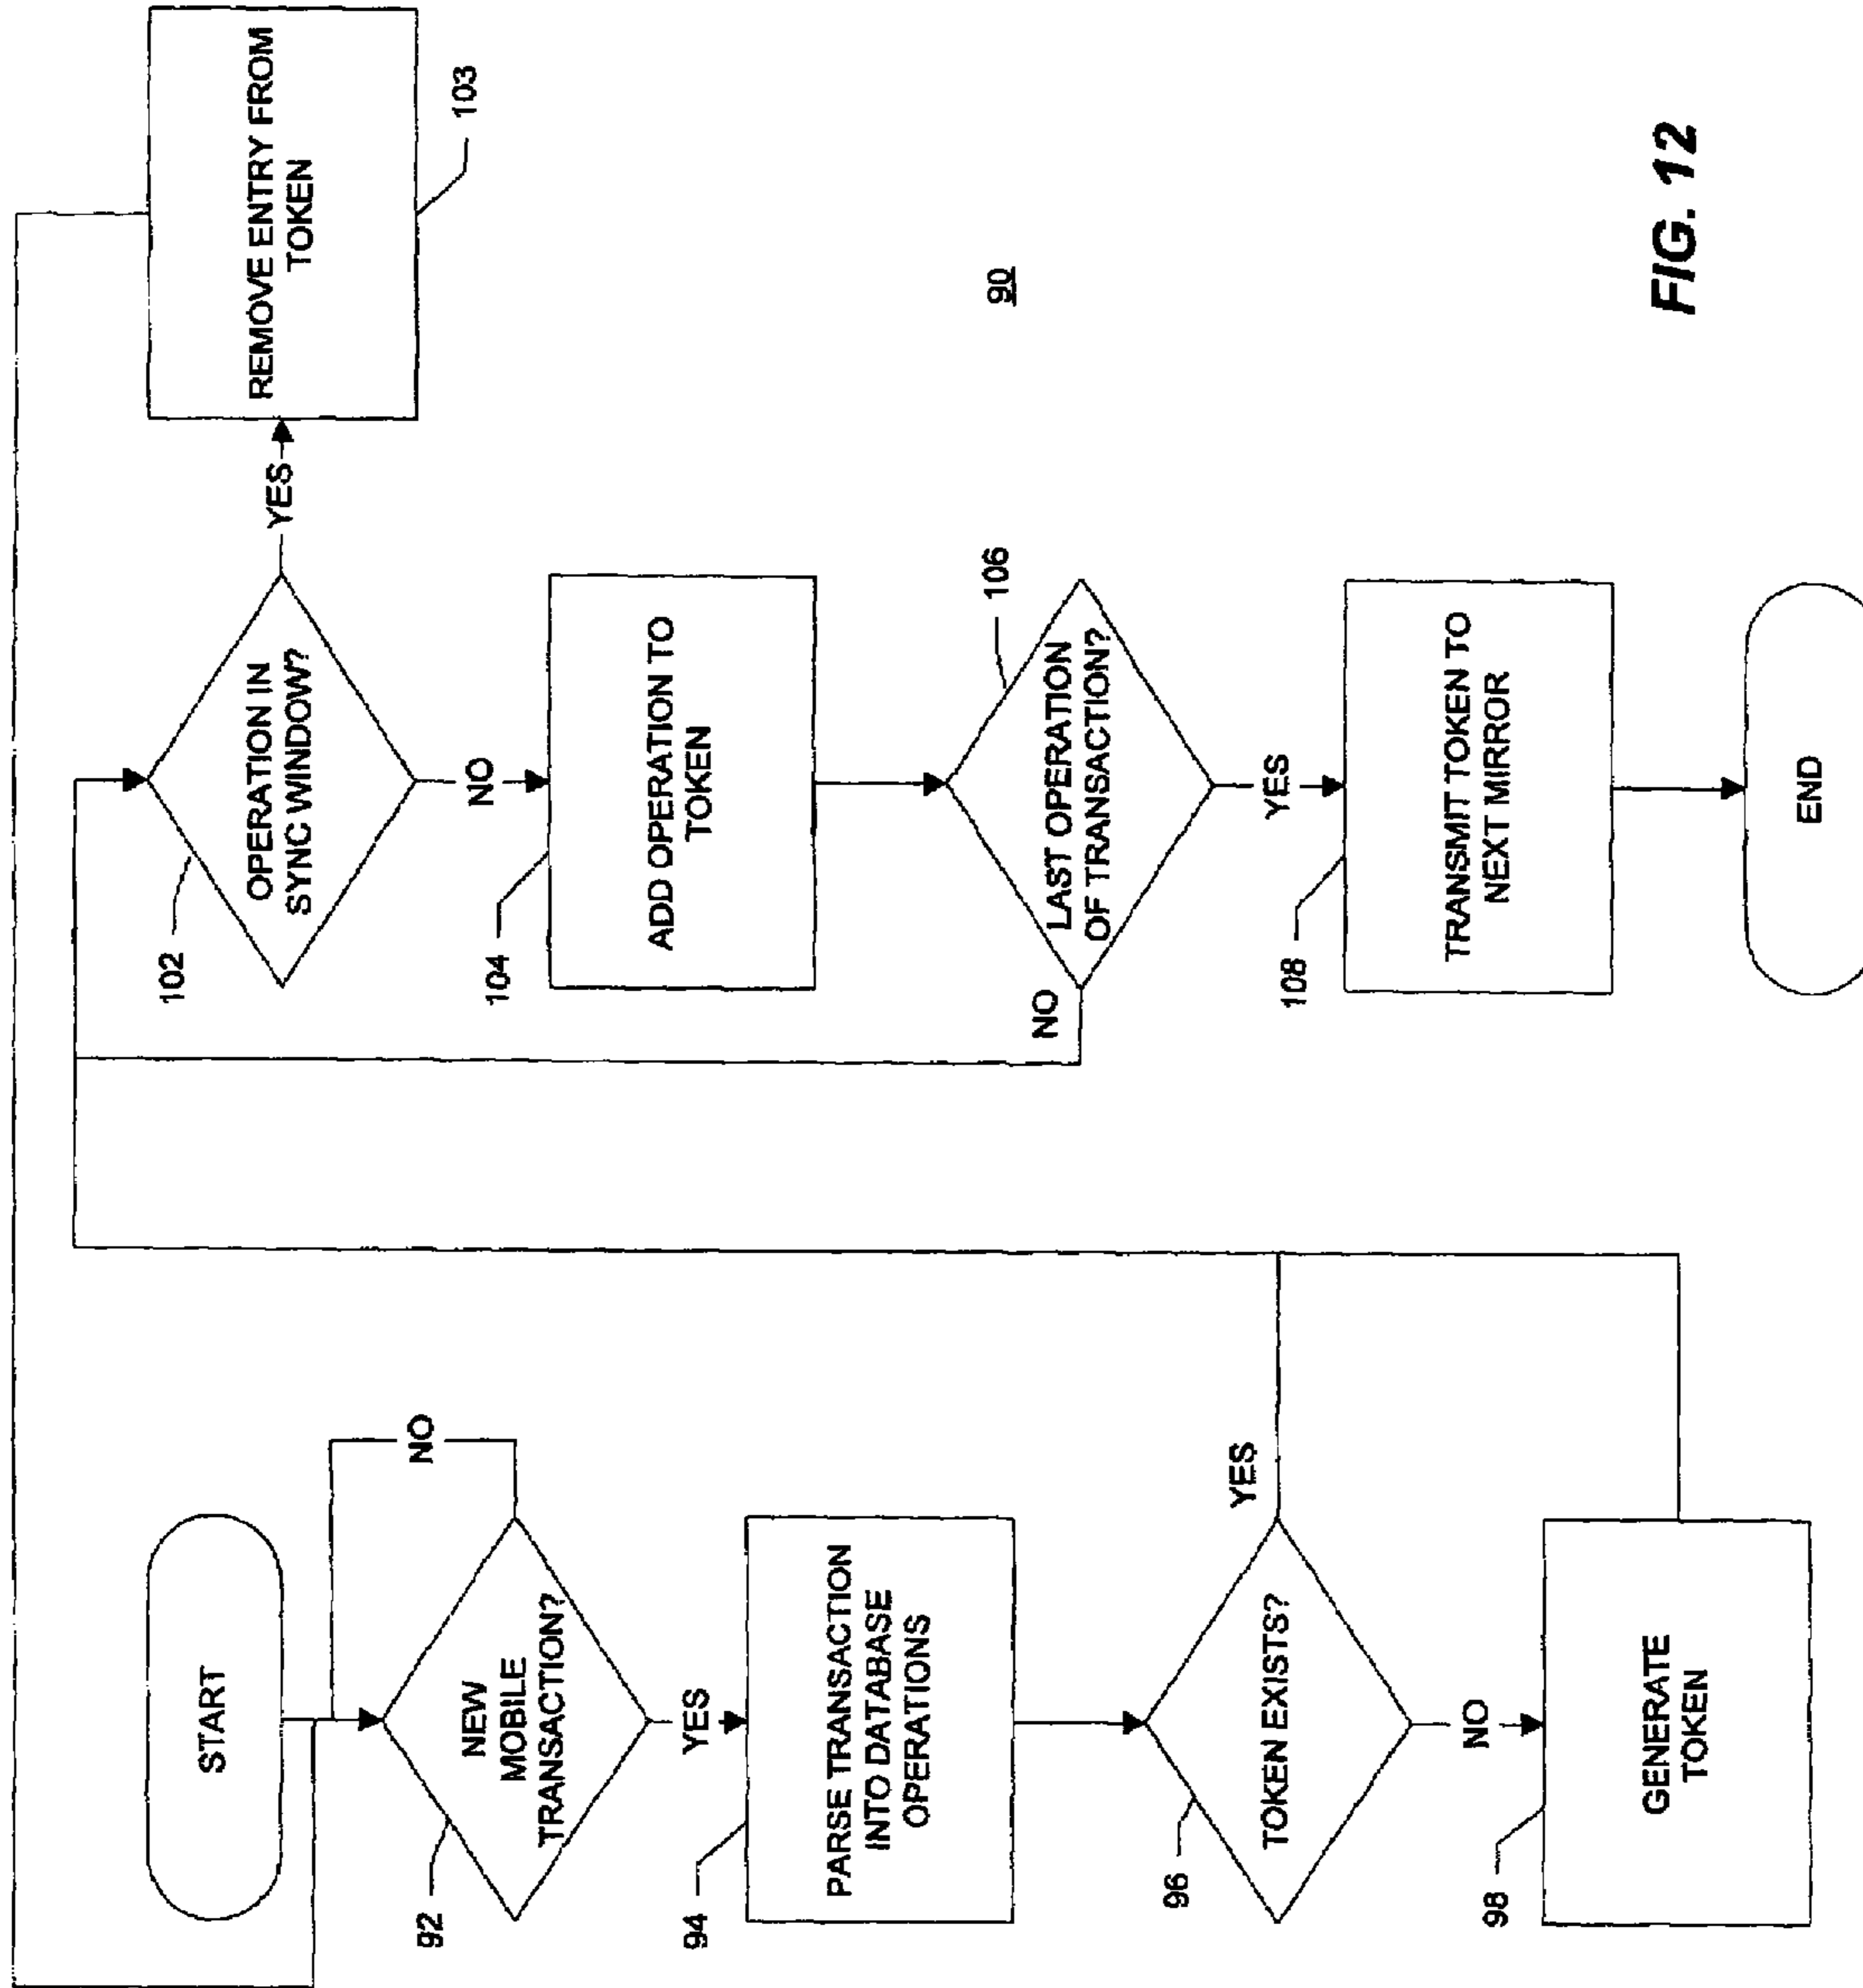 START
NEW
MOBILE
TRANSACTION?
92
NO
YES
PARSE TRANSACTION
INTO DATABASE
OPERATIONS
94
TOKEN EXISTS?
96
YES
NO
GENERATE
TOKEN
98
OPERATION IN
SYNC WINDOW?
102
YES
REMOVE ENTRY FROM
TOKEN
103
NO
ADD OPERATION TO
TOKEN
104
LAST OPERATION
OF TRANSACTION?
106
NO
YES
TRANSMIT TOKEN TO
NEXT MIRROR
108
END
90
FIG. 12